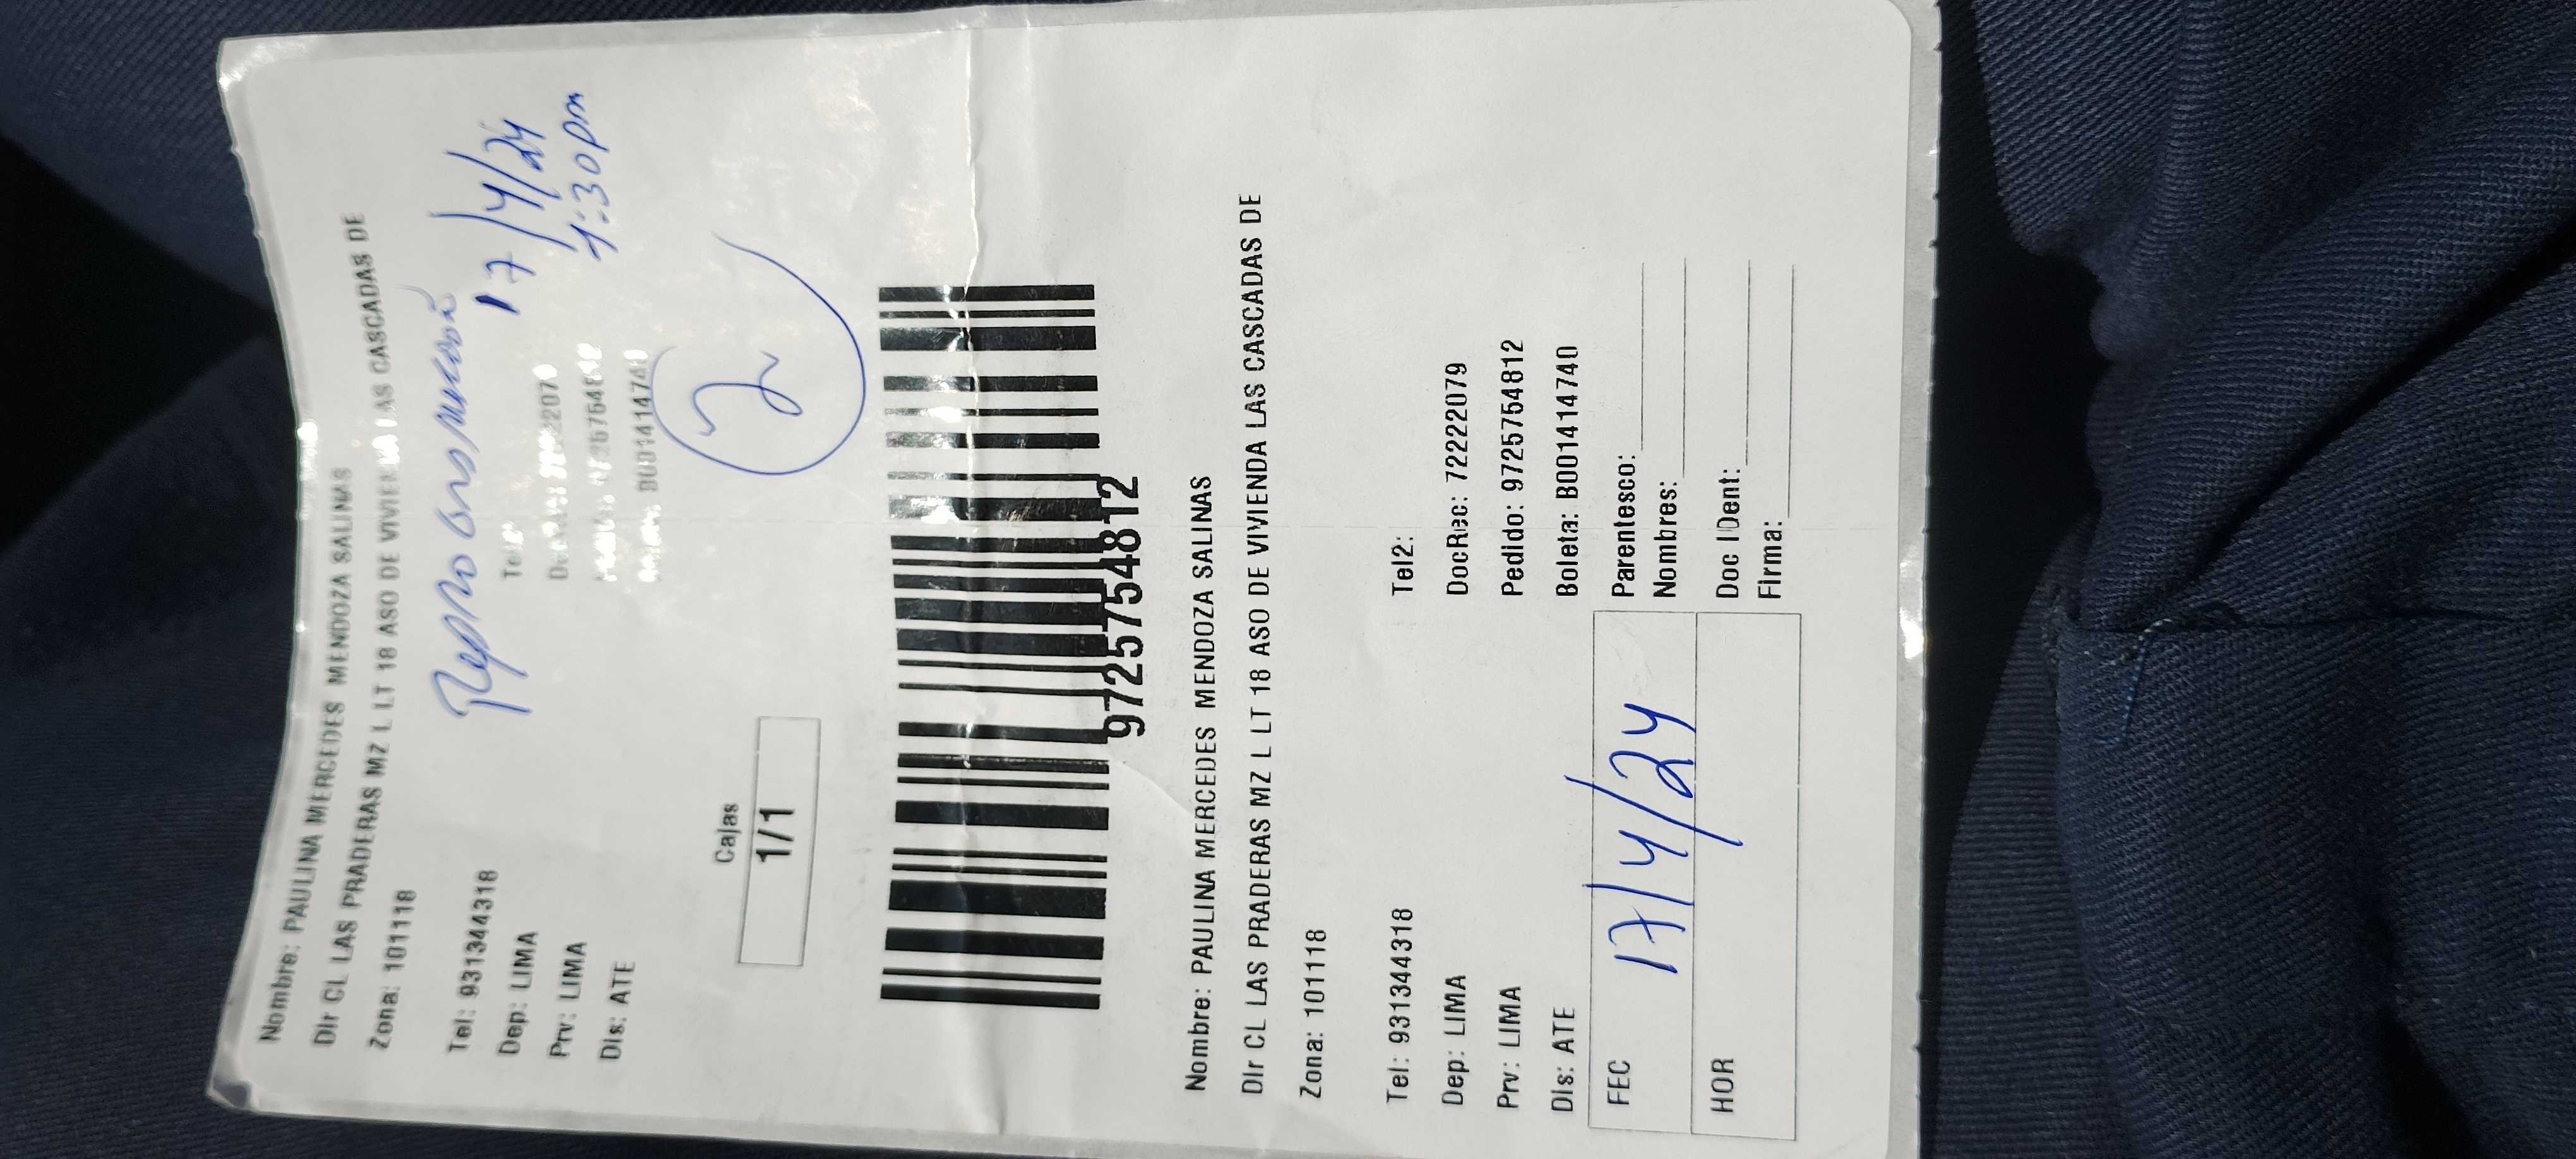 Nombre: PAULINA MERCEDES MENDOZA SALINAS
Dir CL LAS PRADERAS MZ L LT 18 ASO DE VIVIENDA LAS CASCADAS DE
Zona: 101118
17/4/24
Tel: 931344318
Tel2:
4:30pm
Dep: LIMA
Prv: LIMA
Dis: ATE
B001414740
Cajas
1/1
2
972575754812
Nombre: PAULINA MERCEDES MENDOZA SALINAS
Dir CL LAS PRADERAS MZ L LT 18 ASO DE VIVIENDA LAS CASCADAS DE
Zona: 101118
Tel: 931344318 Tel2:
Dep: LIMA DocRec: 72222079
Prv: LIMA Pedido: 9725754812
Dis: ATE Boleta: B001414740
FEC 17/4/24 Parentesco:
Nombres:
HOR Doc IDent:
Firma: